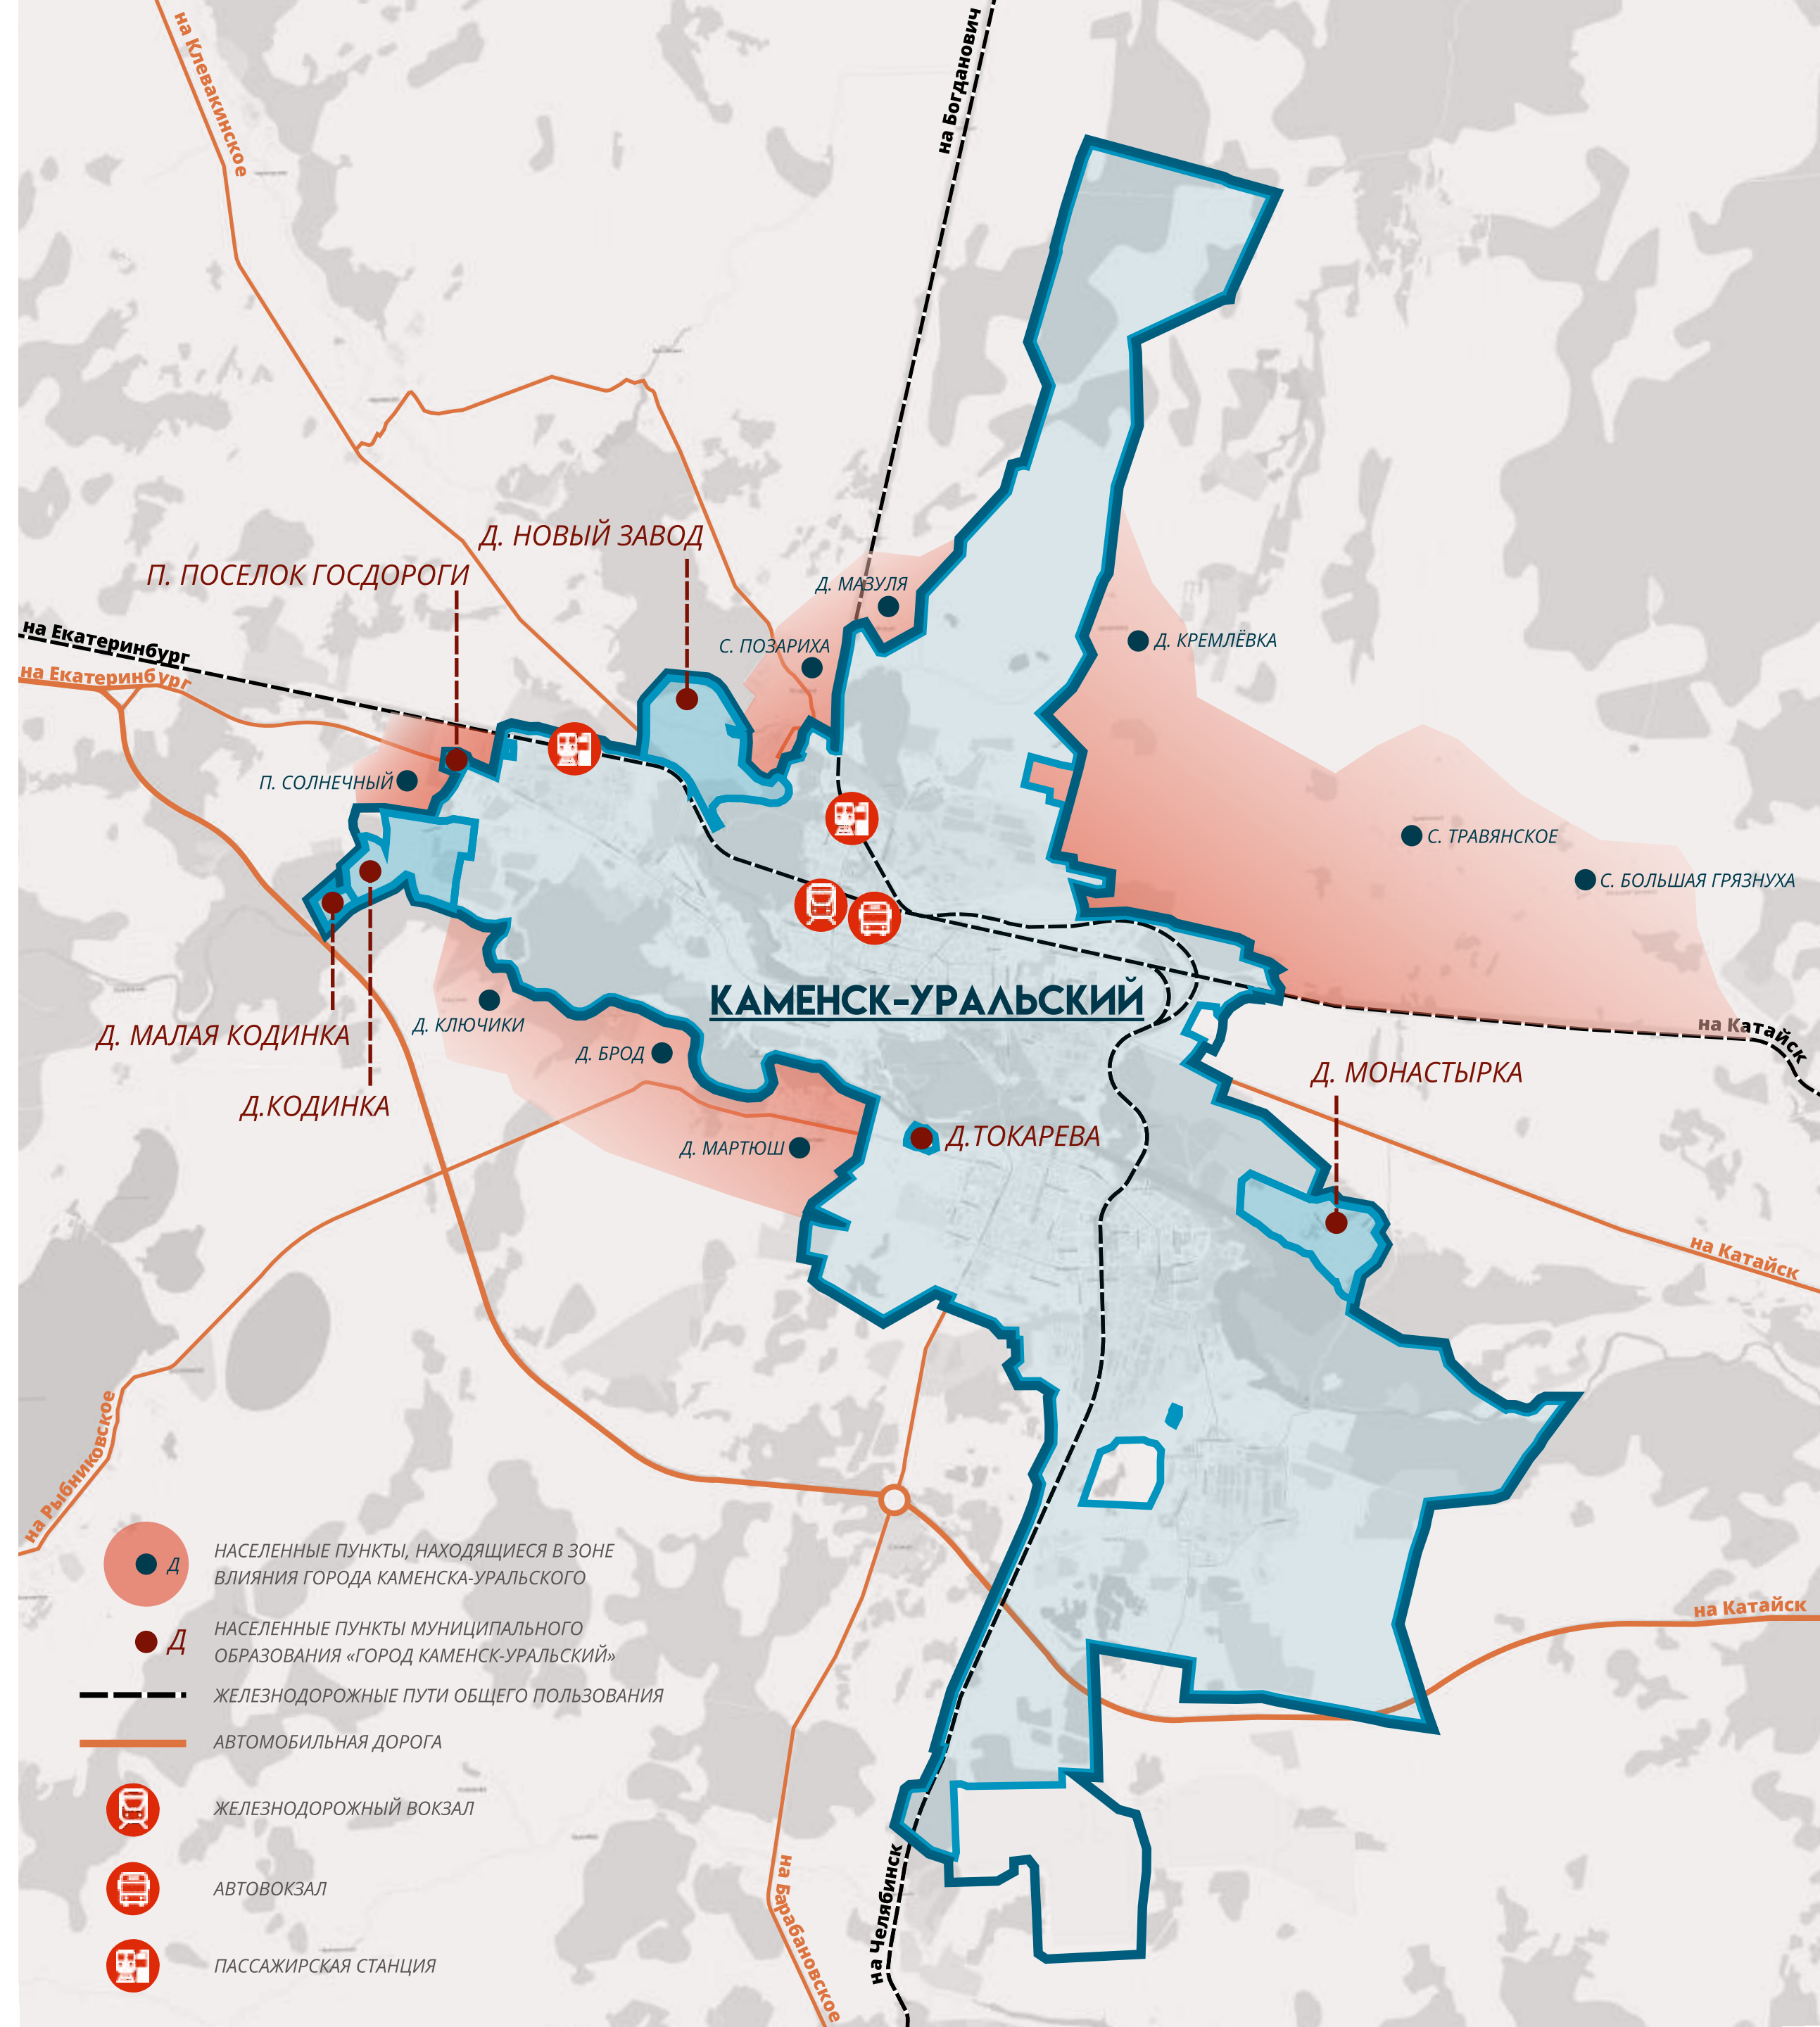 на Клевакинское
на Богданович
Д. НОВЫЙ ЗАВОД
П. ПОСЕЛОК ГОСДОРОГИ
Д. МАЗУЛЯ
С. ПОЗАРИХА
Д. КРЕМЛЁВКА
на Екатеринбург
на Екатеринбург
П. СОЛНЕЧНЫЙ
С. ТРАВЯНСКОЕ
С. БОЛЬШАЯ ГРЯЗНУХА
КАМЕНСК-УРАЛЬСКИЙ
Д. КЛЮЧИКИ
Д. МАЛАЯ КОДИНКА
на Катайск
Д. БРОД
Д. МОНАСТЫРКА
Д.КОДИНКА
Д.ТОКАРЕВА
Д. МАРТЮШ
на Катайск
на Рыбниковское
на Катайск
Д
НАСЕЛЕННЫЕ ПУНКТЫ, НАХОДЯЩИЕСЯ В ЗОНЕ
ВЛИЯНИЯ ГОРОДА КАМЕНСКА-УРАЛЬСКОГО
Д
НАСЕЛЕННЫЕ ПУНКТЫ МУНИЦИПАЛЬНОГО
ОБРАЗОВАНИЯ «ГОРОД КАМЕНСК-УРАЛЬСКИЙ»
ЖЕЛЕЗНОДОРОЖНЫЕ ПУТИ ОБЩЕГО ПОЛЬЗОВАНИЯ
АВТОМОБИЛЬНАЯ ДОРОГА
ЖЕЛЕЗНОДОРОЖНЫЙ ВОКЗАЛ
АВТОВОКЗАЛ
ПАССАЖИРСКАЯ СТАНЦИЯ
на Барабановское
на Челябинск